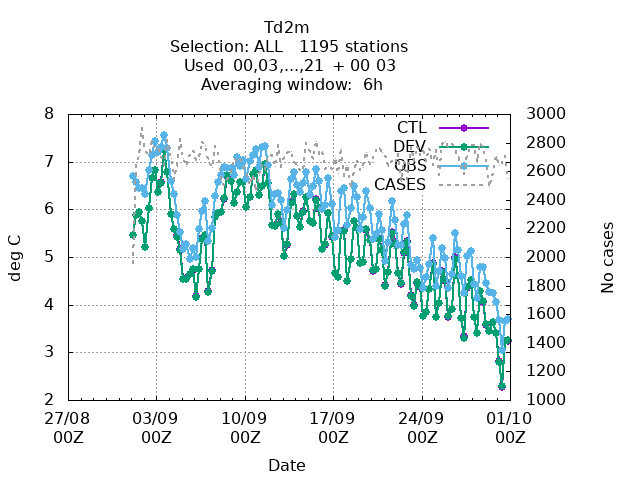 Td2m
Selection: ALL 1195 stations
Used 00,03,...,21 + 00 03
Averaging window: 6h
8 3000
CTL
2800
DEV
7
OBS
2600
CASES
2400
6
2200
5 2000
1800
4
1600
1400
3
1200
2 1000
27/08 03/09 10/09 17/09 24/09 01/10
00Z 00Z 00Z 00Z 00Z 00Z
Date
deg C
No cases